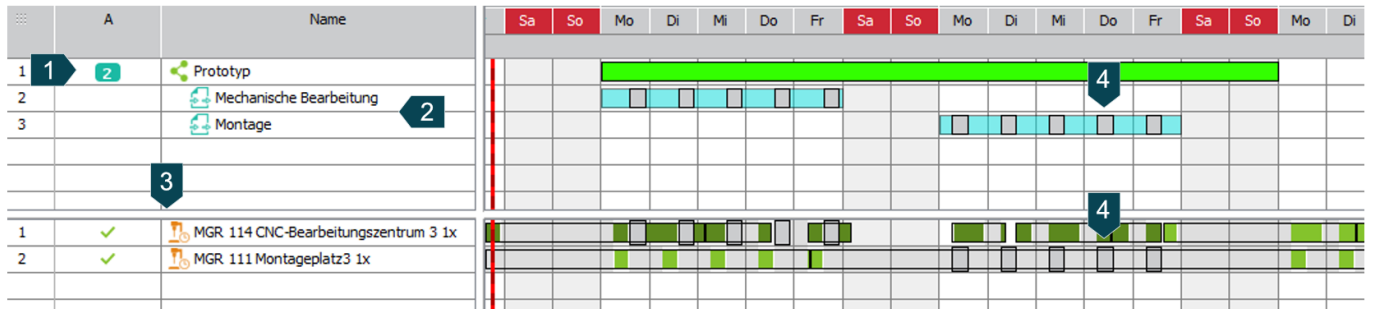 A Name Sa So Mo Di Mi Do Fr Sa So Mo Di Mi Do Fr Sa So Mo Di
1 1 2 Prototyp 4
2 Mechanische Bearbeitung 2
3 Montage
3
4
1 MGR 114 CNC-Bearbeitungszentrum 3 1x
2 MGR 111 Montageplatz3 1x